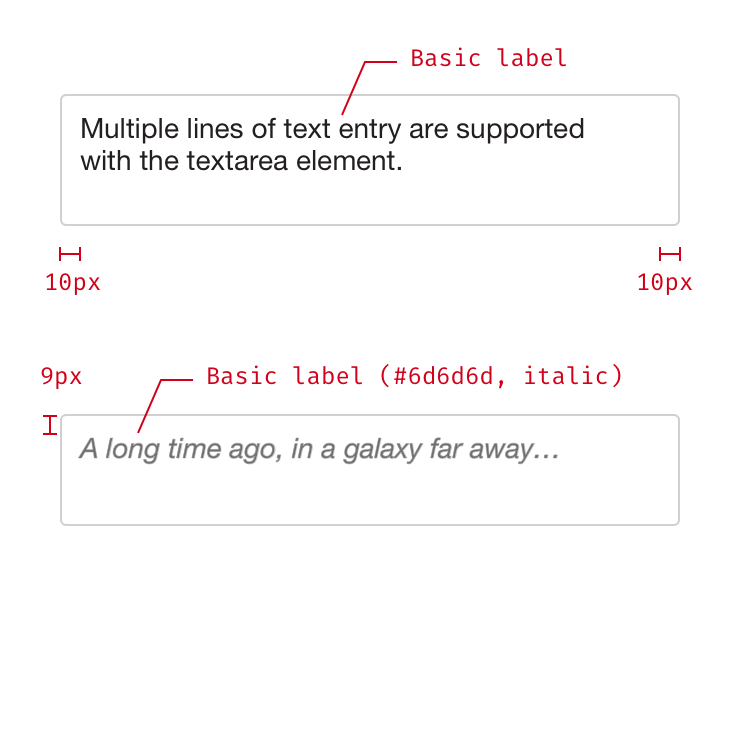 Basic label
Multiple lines of text entry are supported
with the textarea element.
10px 10px
9px Basic label (#6d6d6d, italic)
A long time ago, in a galaxy far away…